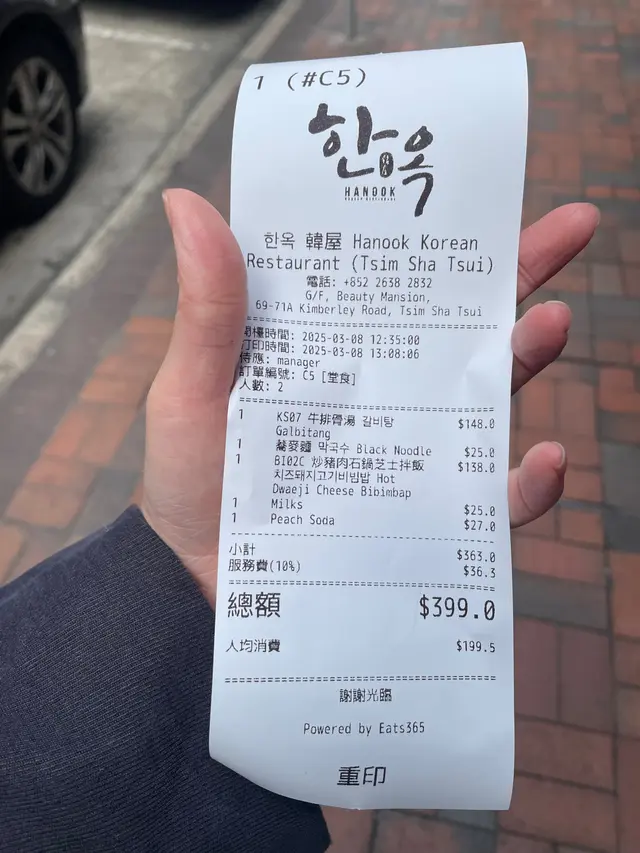 1 (#C5)
한옥
HANOOK
한옥 韓屋 Hanook Korean
Restaurant (Tsim Sha Tsui)
電話: +852 2638 2832
G/F, Beauty Mansion,
69-71A Kimberley Road, Tsim Sha Tsui
開檯時間: 2025-03-08 12:35:00
打印時間: 2025-03-08 13:08:06
侍應: manager
訂單編號: C5 [堂食]
人數: 2
1 KS07 牛排骨湯 갈비탕 $148.0
Galbitang
1 蕎麥麵 막국수 Black Noodle $25.0
1 BI02C 炒豬肉石鍋芝士拌飯 $138.0
치즈돼지고기비빔밥 Hot
Dwaeji Cheese Bibimbap
1 Milks $25.0
1 Peach Soda $27.0
小計 $363.0
服務費(10%) $36.3
總額 $399.0
人均消費 $199.5
謝謝光臨
Powered by Eats365
重印